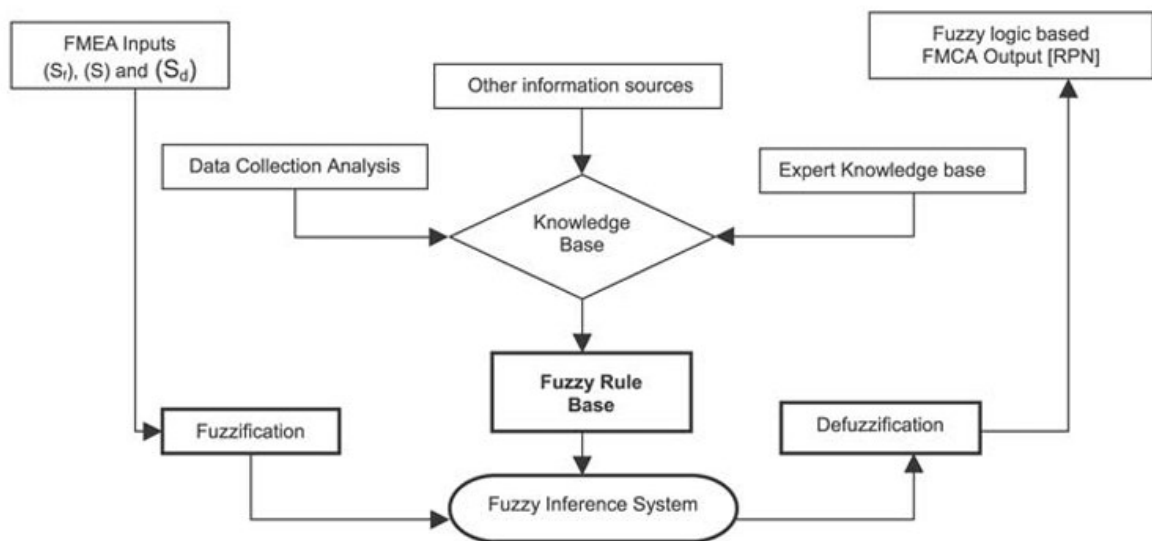 FMEA Inputs
(Sf), (S) and (Sd)
Fuzzy logic based
FMCA Output [RPN]
Other information sources
Data Collection Analysis
Expert Knowledge base
Knowledge
Base
Fuzzy Rule
Base
Fuzzification
Defuzzification
Fuzzy Inference System